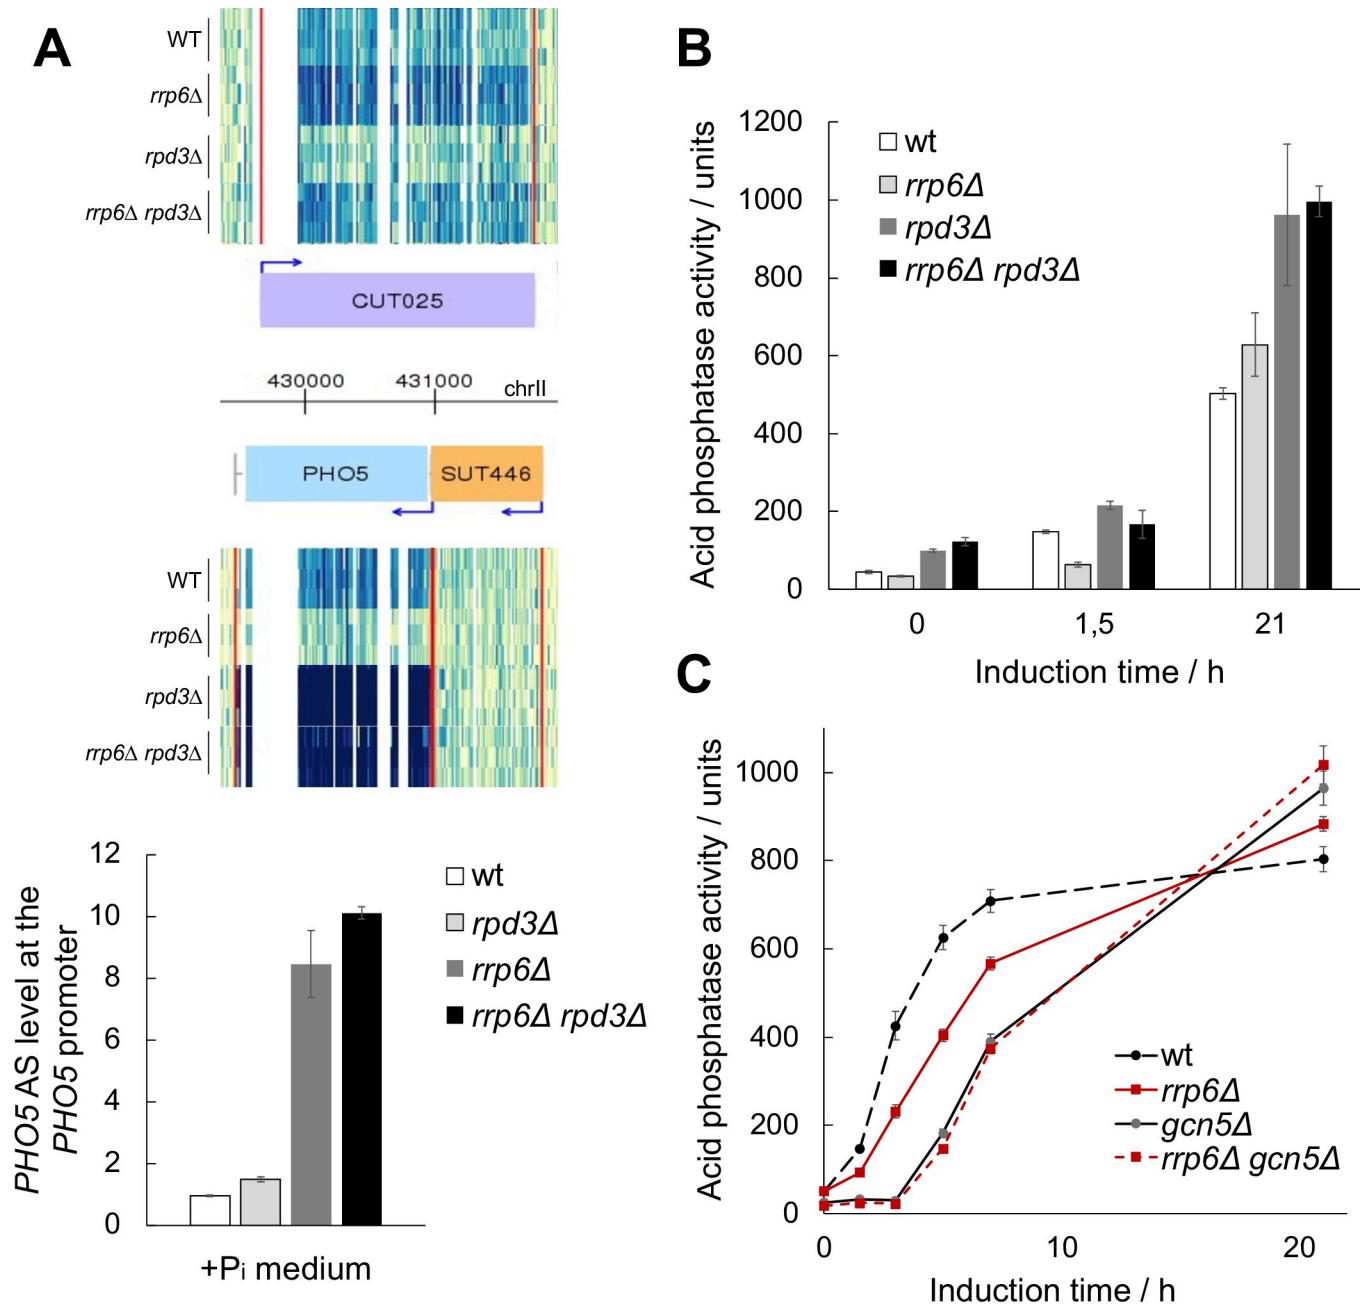 A
WT
rrp6Δ
rpd3Δ
rrp6Δ rpd3Δ
CUT025
430000 431000 chrII
PHO5 SUT446
WT
rrp6Δ
rpd3Δ
rrp6Δ rpd3Δ
PHO5 AS level at the
PHO5 promoter
12
10
8
6
4
2
0
+Pi medium
wt
rpd3Δ
rrp6Δ
rrp6Δ rpd3Δ
B
Acid phosphatase activity / units
1200
1000
800
600
400
200
0
wt
rrp6Δ
rpd3Δ
rrp6Δ rpd3Δ
0 1,5 21
Induction time / h
C
Acid phosphatase activity / units
1000
800
600
400
200
0
wt
rrp6Δ
gcn5Δ
rrp6Δ gcn5Δ
0 10 20
Induction time / h